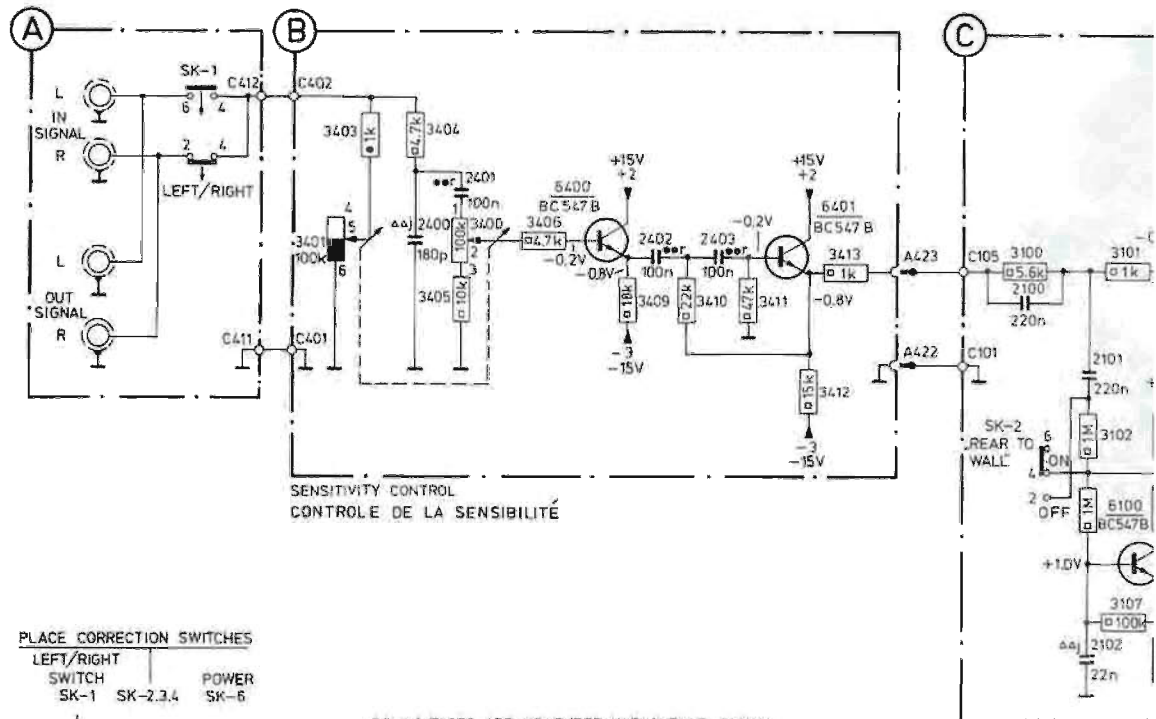 A
B
C
SK-1
L
IN
SIGNAL
R
6 4
2 4
LEFT/RIGHT
C412
C402
L
OUT
SIGNAL
R
C411
C401
3403
1k
3404
4.7k
2401
100n
4
5
6
3401
100k
2400
180p
1
2
3
3400
100k
3405
10k
3406
4.7k
1
-0.2V
6400
BC547B
+15V
+2
2402
100n
2403
100n
-0.8V
18k
3409
-3
-15V
22k
3410
47k
3411
-0.2V
+15V
+2
6401
BC547B
3413
1k
-0.8V
15k
3412
-3
-15V
A423
C105
A422
C101
3100
5.6k
2100
220n
3101
1k
2101
220n
SK-2
"REAR TO
WALL"
6
4
2
ON
OFF
1M
3102
1M
6100
BC547B
+1.0V
3107
100k
2102
22n
SENSITIVITY CONTROL
CONTROLE DE LA SENSIBILITÉ
PLACE CORRECTION SWITCHES
LEFT/RIGHT
SWITCH POWER
SK-1 SK-2.3.4 SK-6